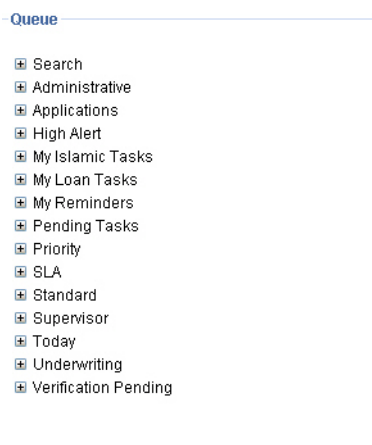 Queue
Search
Administrative
Applications
High Alert
My Islamic Tasks
My Loan Tasks
My Reminders
Pending Tasks
Priority
SLA
Standard
Supervisor
Today
Underwriting
Verification Pending